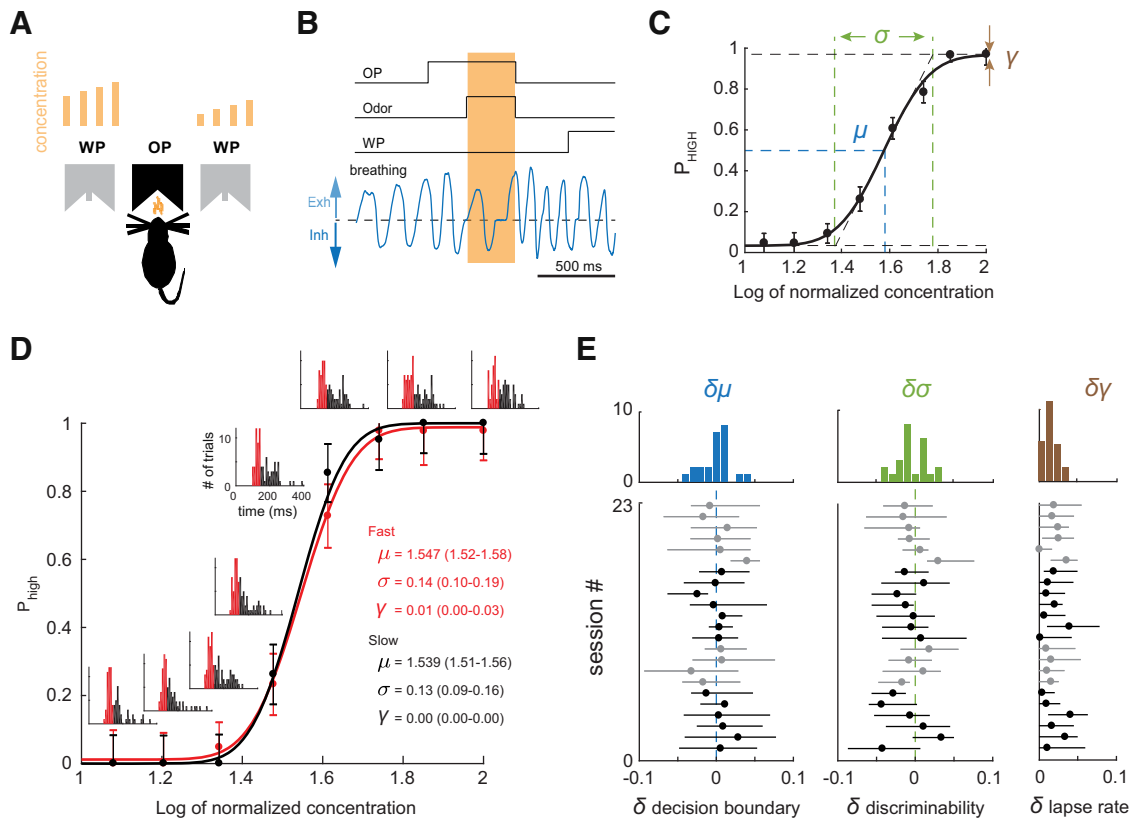 A
concentration
WP
OP
WP
B
OP
Odor
WP
breathing
Exh
Inh
500 ms
C
σ
γ
μ
P_HIGH
1.0
0.8
0.6
0.4
0.2
0
1 1.2 1.4 1.6 1.8 2
Log of normalized concentration
D
P_high
1
0.8
0.6
0.4
0.2
0
# of trials
10
0
0 200 400
time (ms)
Fast
μ = 1.547 (1.52-1.58)
σ = 0.14 (0.10-0.19)
γ = 0.01 (0.00-0.03)
Slow
μ = 1.539 (1.51-1.56)
σ = 0.13 (0.09-0.16)
γ = 0.00 (0.00-0.00)
1.0 1.2 1.4 1.6 1.8 2
Log of normalized concentration
E
δμ
δσ
δγ
10
0
23
session #
0
-0.1 0 0.1
δ decision boundary
-0.1 0 0.1
δ discriminability
0 0.1
δ lapse rate